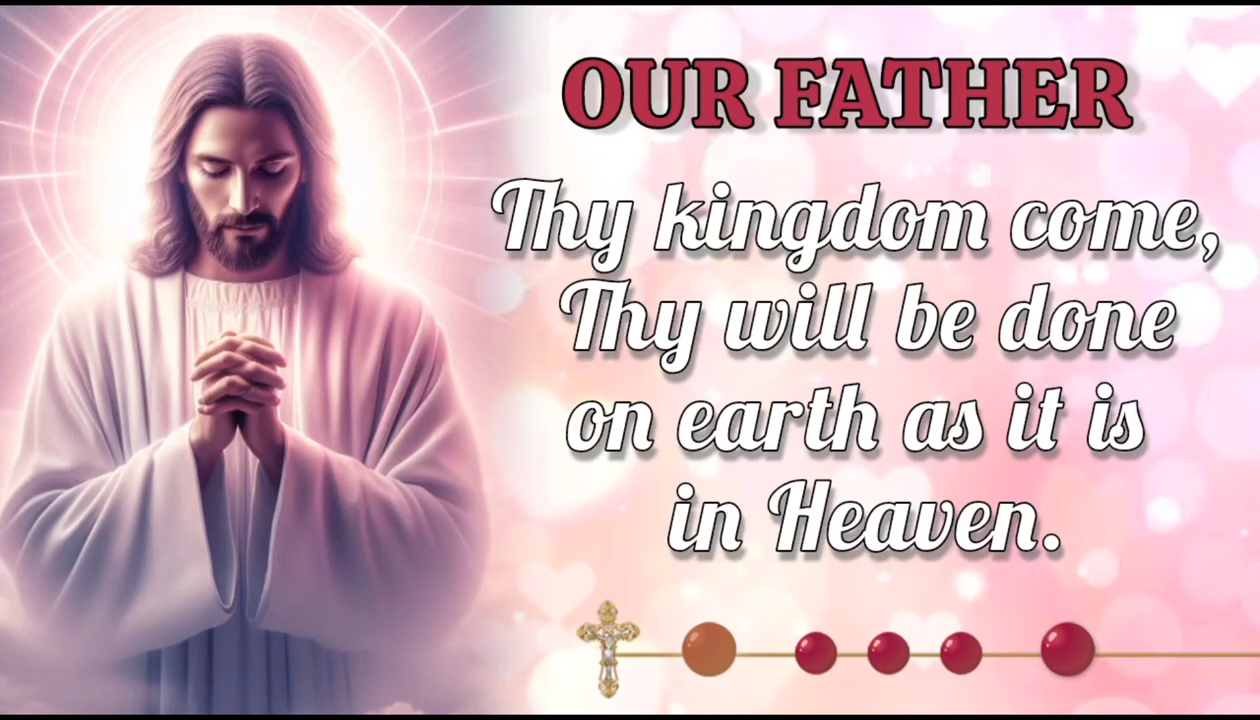 OUR FATHER
Thy kingdom come,
Thy will be done
on earth as it is
in Heaven.